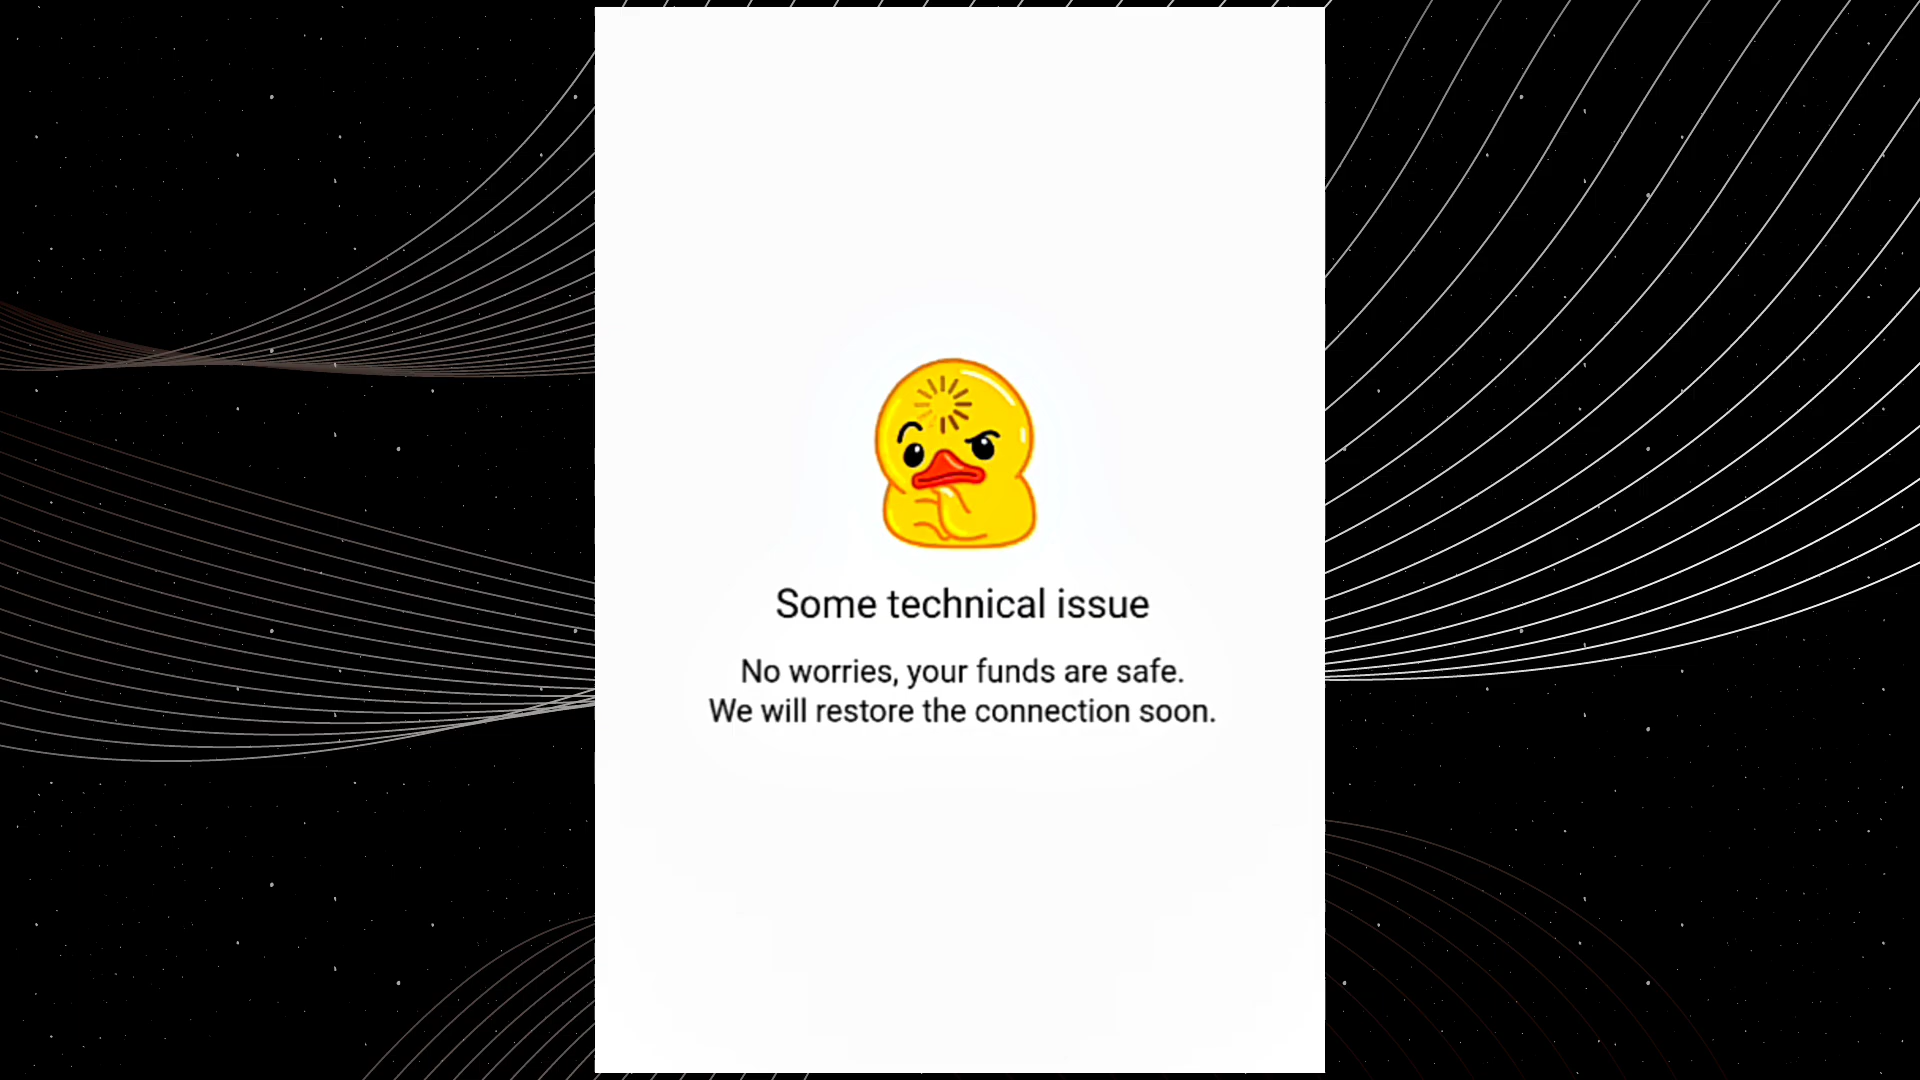 Some technical issue
No worries, your funds are safe.
We will restore the connection soon.